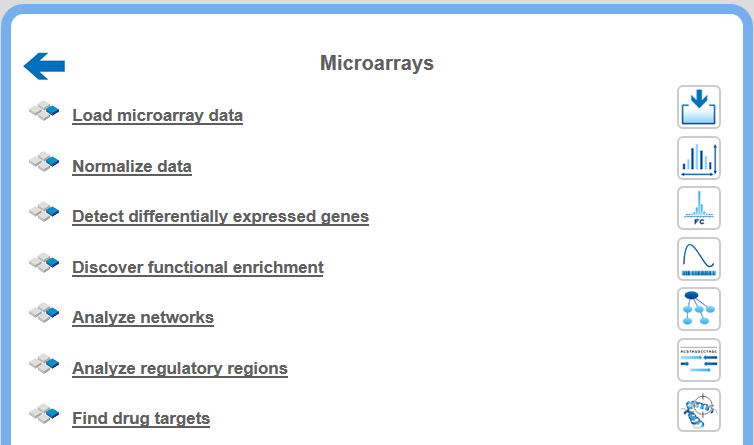 Microarrays
Load microarray data
Normalize data
Detect differentially expressed genes
FC
Discover functional enrichment
Analyze networks
Analyze regulatory regions
Find drug targets